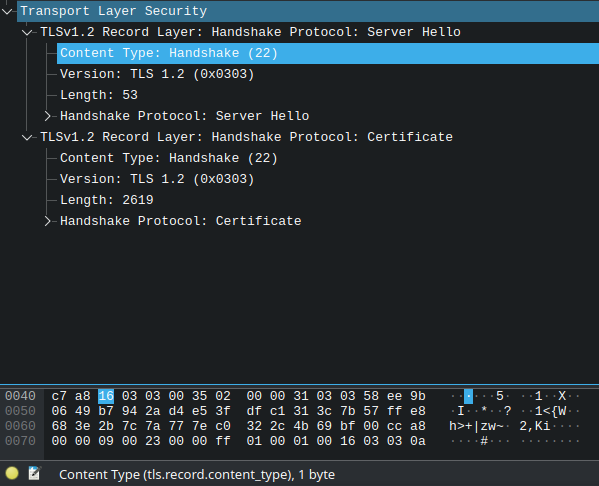 Transport Layer Security
TLSv1.2 Record Layer: Handshake Protocol: Server Hello
Content Type: Handshake (22)
Version: TLS 1.2 (0x0303)
Length: 53
Handshake Protocol: Server Hello
TLSv1.2 Record Layer: Handshake Protocol: Certificate
Content Type: Handshake (22)
Version: TLS 1.2 (0x0303)
Length: 2619
Handshake Protocol: Certificate
0040 c7 a8 16 03 03 00 35 02 00 00 31 03 03 58 ee 9b ······5· ··1··X··
0050 06 49 b7 94 2a d4 e5 3f df c1 31 3c 7b 57 ff e8 ·I··*··? ··1<{W··
0060 68 3e 2b 7c 7a 77 7e c0 32 2c 4b 69 bf 00 cc a8 h>+|zw~· 2,Ki····
0070 00 00 09 00 23 00 00 ff 01 00 01 00 16 03 03 0a ····#··· ········
Content Type (tls.record.content_type), 1 byte